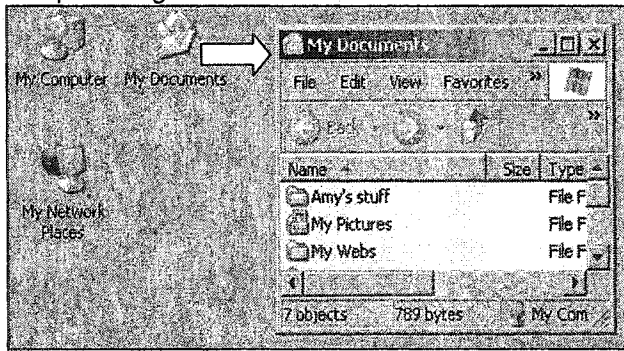 My Computer
My Documents
My Network
Places
My Documents
File Edit View Favorites »
Back
»
Name Size Type
Amy's stuff File F
My Pictures File F
My Webs File F
7 objects 789 bytes My Com